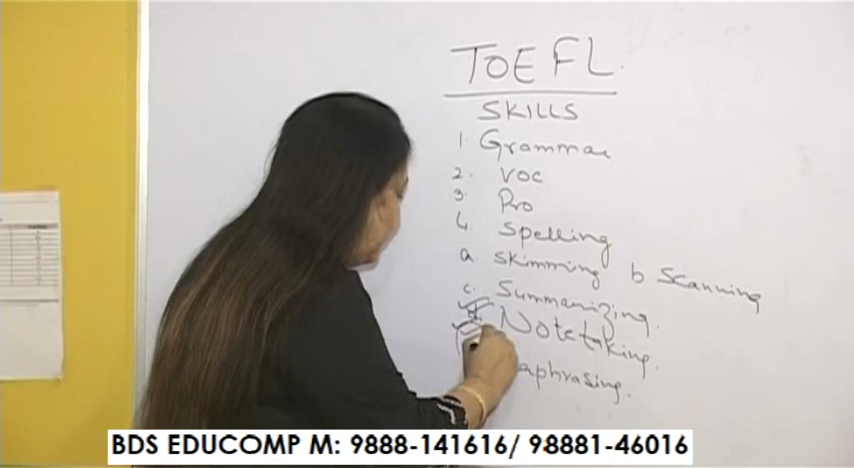 TOEFL
SKILLS
1. Grammar
2. VOC
3. Pro
4. Spelling
a. Skimming b Scanning
c. Summarizing.
d. Notetaking.
aphrasing.
BDS EDUCOMP M: 9888-141616/ 98881-46016